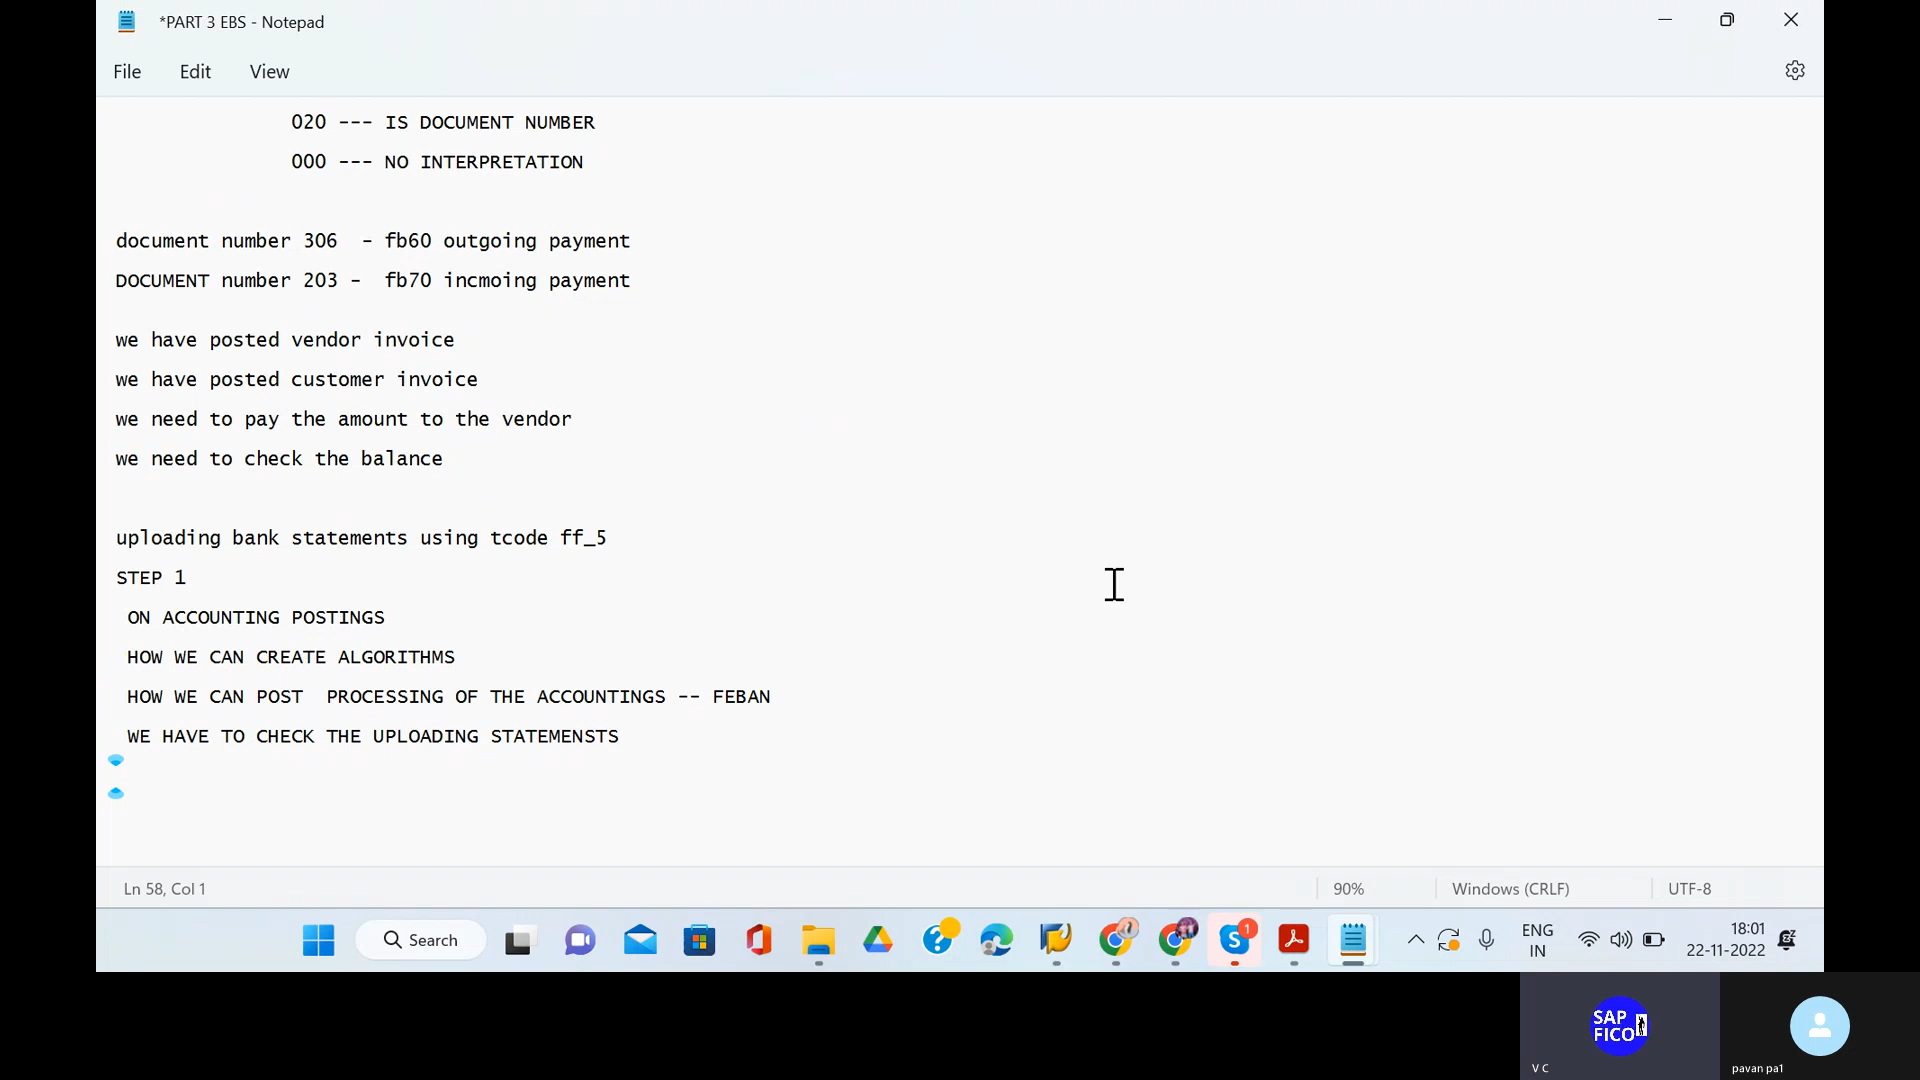 *PART 3 EBS - Notepad
File Edit View
020 --- IS DOCUMENT NUMBER
000 --- NO INTERPRETATION
document number 306  - fb60 outgoing payment
DOCUMENT number 203 -  fb70 incmoing payment
we have posted vendor invoice
we have posted customer invoice
we need to pay the amount to the vendor
we need to check the balance
uploading bank statements using tcode ff_5
STEP 1
ON ACCOUNTING POSTINGS
HOW WE CAN CREATE ALGORITHMS
HOW WE CAN POST  PROCESSING OF THE ACCOUNTINGS -- FEBAN
WE HAVE TO CHECK THE UPLOADING STATEMENSTS
Ln 58, Col 1 90% Windows (CRLF) UTF-8
Search 1 ENG 18:01
IN 22-11-2022
SAP
FICO
V C pavan pa1